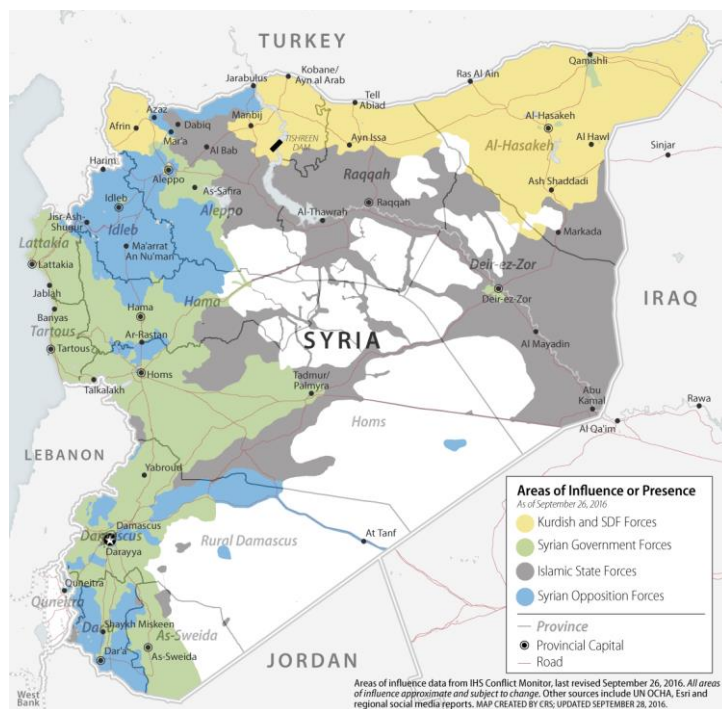 TURKEY
Kobane/
Ayn al Arab
Jarabulus
Tell
Abiad
Ras Al Ain
Qamishli
Azaz
Afrin
Dabiq
Manbij
Mar'a
TISHREEN
DAM
Ayn Issa
Al-Hasakeh
Al-Hasakeh
Al Hawl
Sinjar
Harim
Al Bab
Aleppo
As-Safira
Aleppo
Raqqah
Raqqah
Al-Thawrah
Ash Shaddadi
Markada
Idleb
Idleb
Jisr-Ash-
Shugur
Ma'arrat
An Nu'man
Lattakia
Lattakia
Jablah
Banyas
Tartous
Tartous
Hama
Hama
Ar-Rastan
Homs
Talkalakh
Deir-ez-Zor
Deir-ez-Zor
IRAQ
SYRIA
Al Mayadin
Tadmur/
Palmyra
Abu
Kamal
Al Qa'im
Rawa
Homs
LEBANON
Yabroud
Damascus
Damascus
Darayya
Rural Damascus
At Tanf
Quneitra
Quneitra
Shaykh Miskeen
Dar'a
Dar'a
As-Sweida
As-Sweida
West
Bank
JORDAN
Areas of Influence or Presence
As of September 26, 2016
Kurdish and SDF Forces
Syrian Government Forces
Islamic State Forces
Syrian Opposition Forces
Province
Provincial Capital
Road
Areas of influence data from IHS Conflict Monitor, last revised September 26, 2016. All areas
of influence approximate and subject to change. Other sources include UN OCHA, Esri and
regional social media reports. MAP CREATED BY CRS; UPDATED SEPTEMBER 28, 2016.